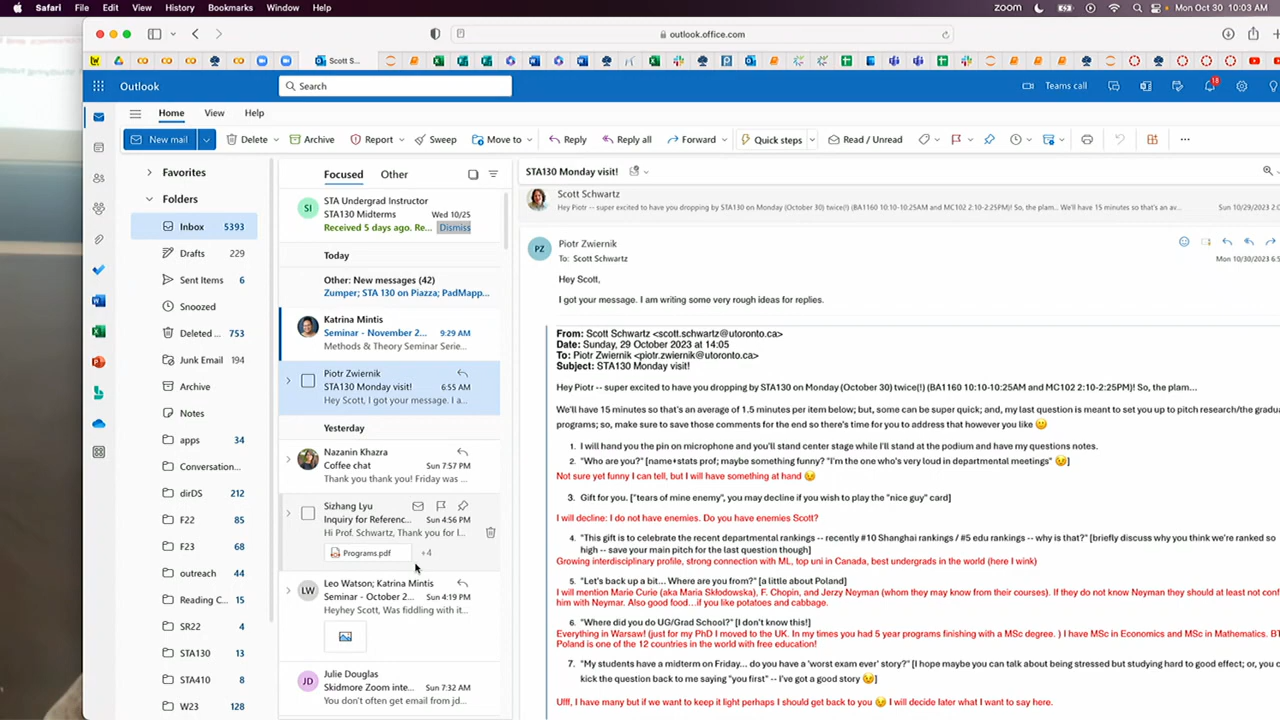 Safari File Edit View History Bookmarks Window Help zoom Mon Oct 30 10:03 AM
outlook.office.com
Scott S...
Outlook Search Teams call 18
Home View Help
New mail Delete Archive Report Sweep Move to Reply Reply all Forward Quick steps Read / Unread
Favorites
Folders
Inbox 5393
Drafts 229
Sent Items 6
Snoozed
Deleted ... 753
Junk Email 194
Archive
Notes
apps 34
Conversation...
dirDS 212
F22 85
F23 68
outreach 44
Reading C...
SR22
STA130 13
STA410 8
W23 128
Focused Other
SI
STA Undergrad Instructor
STA130 Midterms Wed 10/25
Received 5 days ago. Re... Dismiss
Today
Other: New messages (42)
Zumper; STA 130 on Piazza; PadMapp...
Katrina Mintis
Seminar - November 2... 9:29 AM
Methods & Theory Seminar Serie...
Piotr Zwiernik
STA130 Monday visit! 6:55 AM
Hey Scott, I got your message. I a...
Yesterday
Nazanin Khazra
Coffee chat Sun 7:57 PM
Thank you thank you! Friday was ...
Sizhang Lyu
Inquiry for Referenc... Sun 4:56 PM
Hi Prof. Schwartz, Thank you for l...
Programs.pdf +4
LW
Leo Watson; Katrina Mintis
Seminar - October 2... Sun 4:19 PM
Heyhey Scott, Was fiddling with it...
JD
Julie Douglas
Skidmore Zoom inte... Sun 7:32 AM
You don't often get email from jd...
STA130 Monday visit!
Scott Schwartz
Hey Piotr -- super excited to have you dropping by STA130 on Monday (October 30) twice(!) (BA1160 10:10-10:25AM and MC102 2:10-2:25PM)! So, the plam... We'll have 15 minutes so that's an av... Sun 10/29/2023
PZ
Piotr Zwiernik
To: Scott Schwartz
Mon 10/30/2023 6:5
Hey Scott,
I got your message. I am writing some very rough ideas for replies.
From: Scott Schwartz <scott.schwartz@utoronto.ca>
Date: Sunday, 29 October 2023 at 14:05
To: Piotr Zwiernik <piotr.zwiernik@utoronto.ca>
Subject: STA130 Monday visit!
Hey Piotr -- super excited to have you dropping by STA130 on Monday (October 30) twice(!) (BA1160 10:10-10:25AM and MC102 2:10-2:25PM)! So, the plam...
We'll have 15 minutes so that's an average of 1.5 minutes per item below; but, some can be super quick; and, my last question is meant to set you up to pitch research/the gradua
programs; so, make sure to save those comments for the end so there's time for you to address that however you like 🙂
1. I will hand you the pin on microphone and you'll stand center stage while I'll stand at the podium and have my questions notes.
2. "Who are you?" [name+stats prof; maybe something funny? "I'm the one who's very loud in departmental meetings" 😉]
Not sure yet funny I can tell, but I will have something at hand 😉
3. Gift for you. ["tears of mine enemy", you may decline if you wish to play the "nice guy" card]
I will decline: I do not have enemies. Do you have enemies Scott?
4. "This gift is to celebrate the recent departmental rankings -- recently #10 Shanghai rankings / #5 edu rankings -- why is that?" [briefly discuss why you think we're ranked so
high -- save your main pitch for the last question though]
Growing interdisciplinary profile, strong connection with ML, top uni in Canada, best undergrads in the world (here I wink)
5. "Let's back up a bit... Where are you from?" [a little about Poland]
I will mention Marie Curie (aka Maria Skłodowska), F. Chopin, and Jerzy Neyman (whom they may know from their courses). If they do not know Neyman they should at least not conf
him with Neymar. Also good food...if you like potatoes and cabbage.
6. "Where did you do UG/Grad School?" [I don't know this!]
Everything in Warsaw! (just for my PhD I moved to the UK. In my times you had 5 year programs finishing with a MSc degree. ) I have MSc in Economics and MSc in Mathematics. BT
Poland is one of the 12 countries in the world with free education!
7. "My students have a midterm on Friday... do you have a 'worst exam ever' story?" [I hope maybe you can talk about being stressed but studying hard to good effect; or, you c
kick the question back to me saying "you first" -- I've got a good story 😉]
Ufff, I have many but if we want to keep it light perhaps I should get back to you 😉 I will decide later what I want to say here.